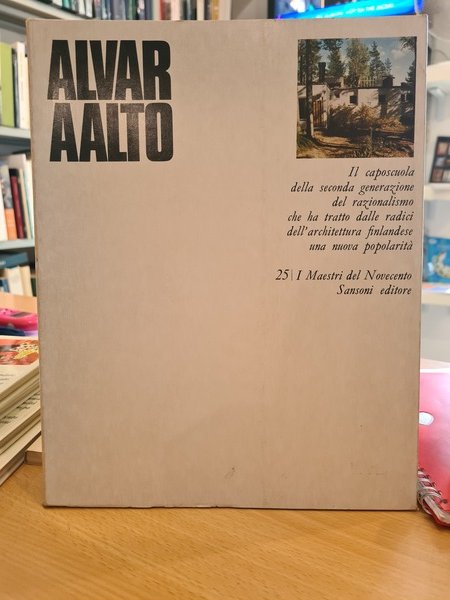 ALVAR
AALTO
Il caposcuola
della seconda generazione
del razionalismo
che ha tratto dalle radici
dell'architettura finlandese
una nuova popolarità
25 | I Maestri del Novecento
Sansoni editore